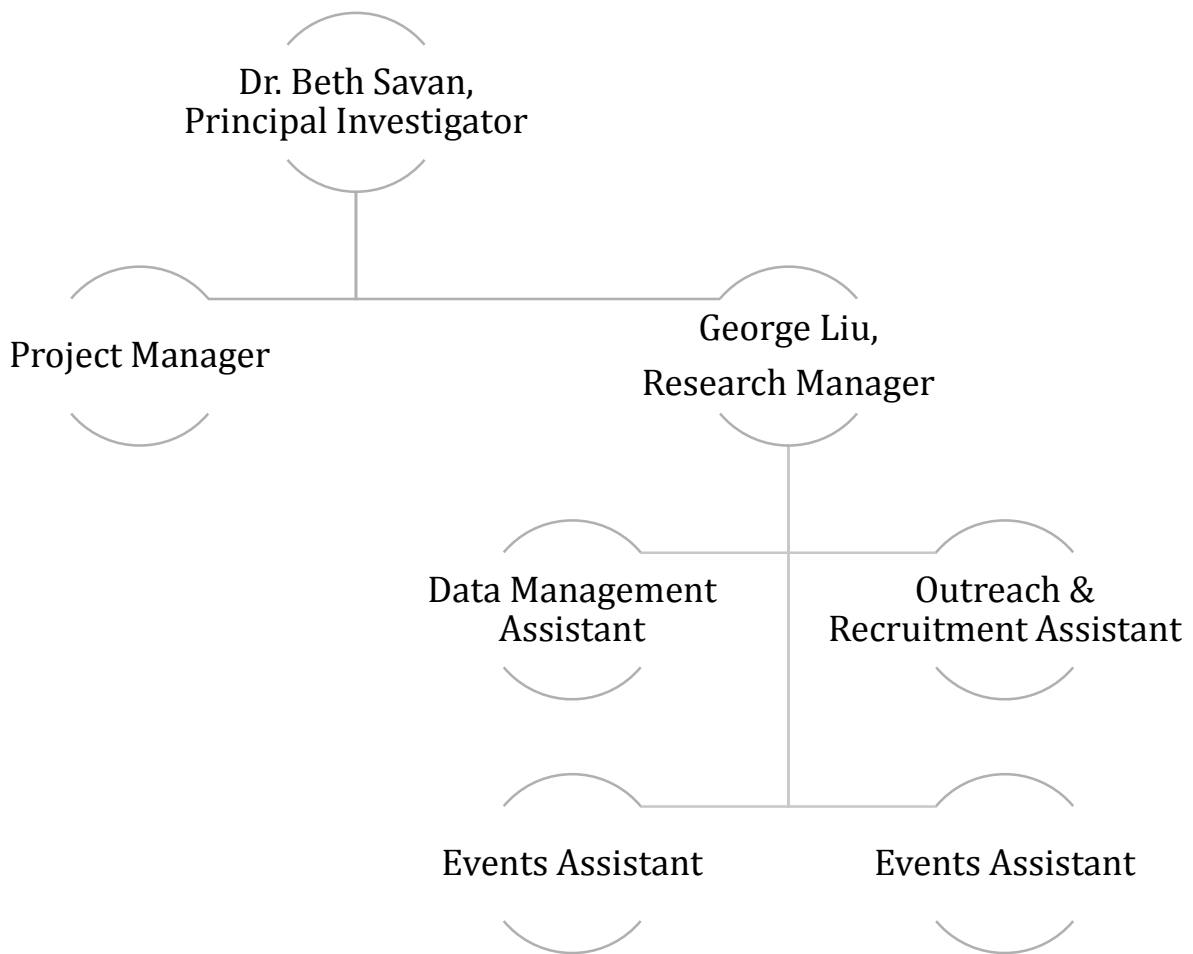 Dr. Beth Savan,
Principal Investigator
Project Manager
George Liu,
Research Manager
Data Management
Assistant
Outreach &
Recruitment Assistant
Events Assistant
Events Assistant